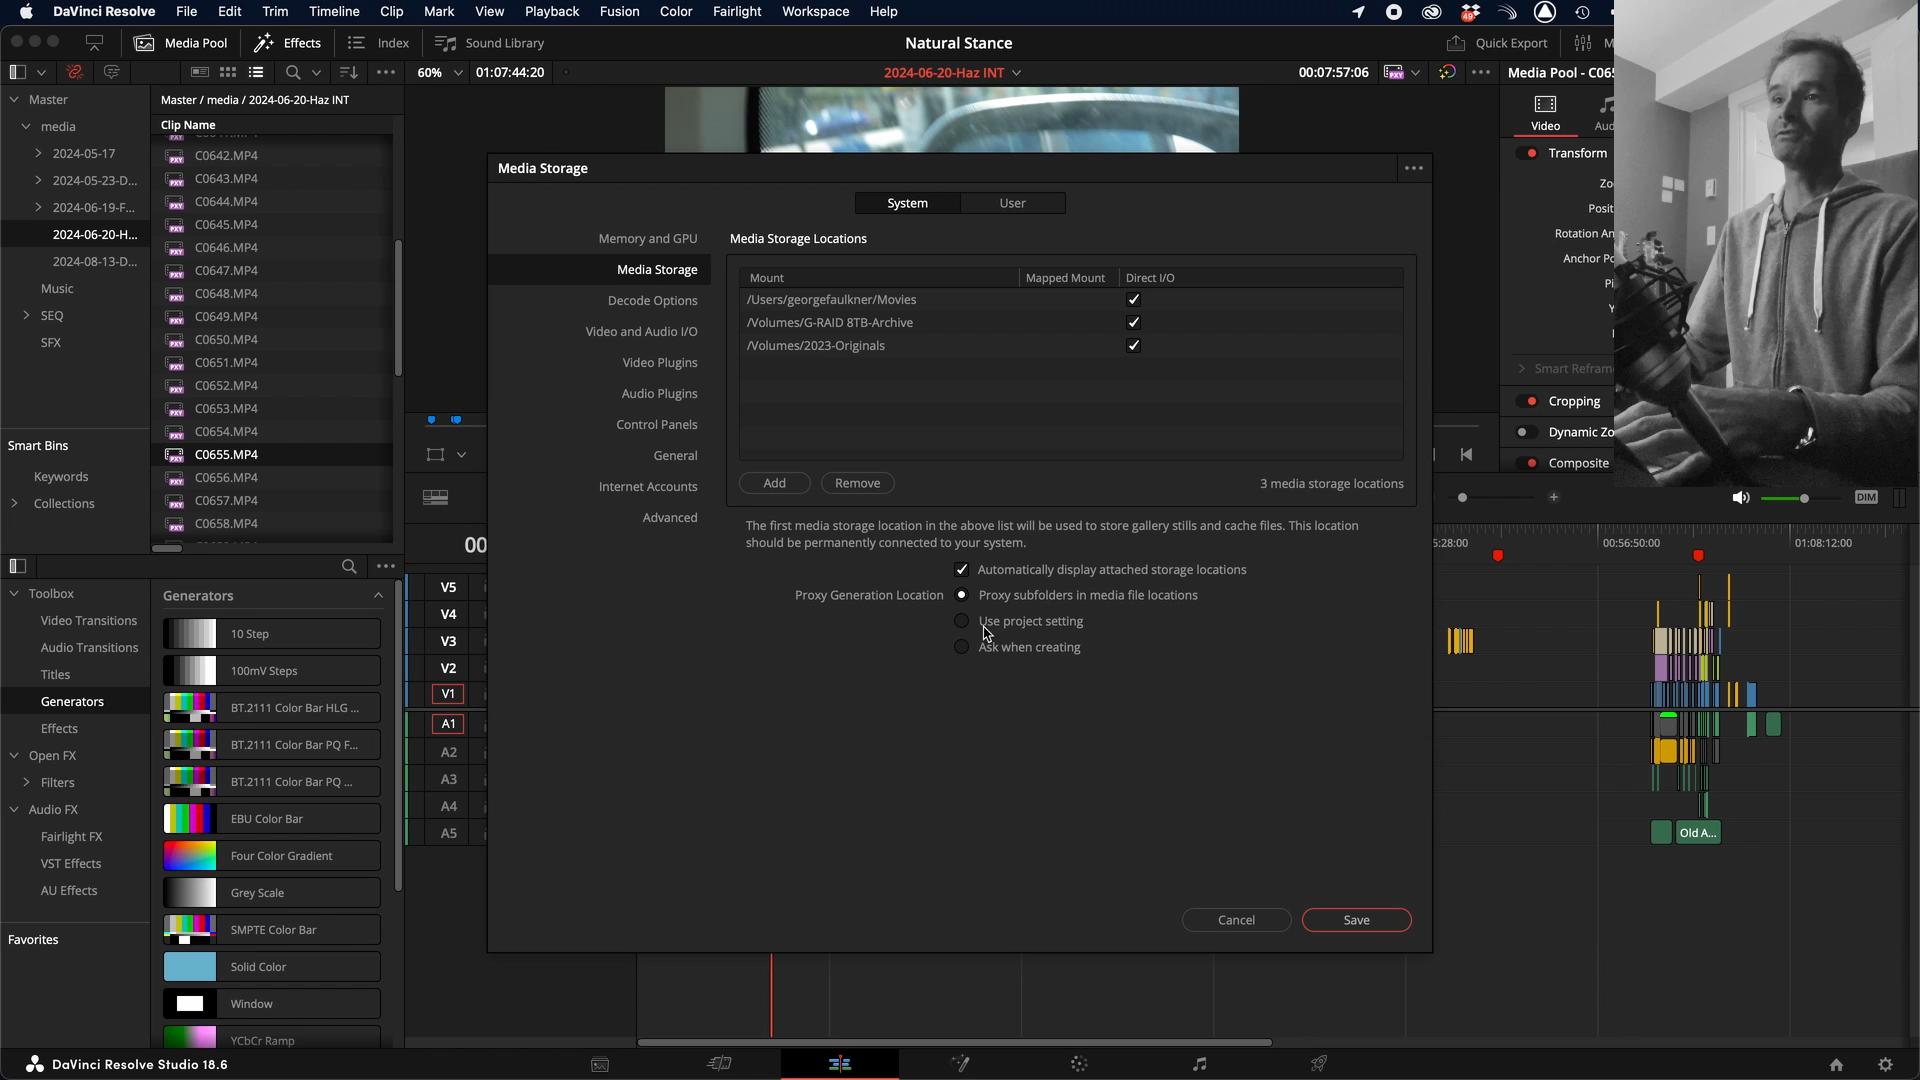 DaVinci Resolve File Edit Trim Timeline Clip Mark View Playback Fusion Color Fairlight Workspace Help
49
Media Pool Effects Index Sound Library
Natural Stance
Quick Export
60% 01:07:44:20
2024-06-20-Haz INT
00:07:57:06
PXY
Media Pool - C065
Master
media
2024-05-17
2024-05-23-D...
2024-06-19-F...
2024-06-20-H...
2024-08-13-D...
Music
SEQ
SFX
Smart Bins
Keywords
Collections
Master / media / 2024-06-20-Haz INT
Clip Name
C0642.MP4
C0643.MP4
C0644.MP4
C0645.MP4
C0646.MP4
C0647.MP4
C0648.MP4
C0649.MP4
C0650.MP4
C0651.MP4
C0652.MP4
C0653.MP4
C0654.MP4
C0655.MP4
C0656.MP4
C0657.MP4
C0658.MP4
Toolbox
Video Transitions
Audio Transitions
Titles
Generators
Effects
Open FX
Filters
Audio FX
Fairlight FX
VST Effects
AU Effects
Favorites
Generators
10 Step
100mV Steps
BT.2111 Color Bar HLG ...
BT.2111 Color Bar PQ F...
BT.2111 Color Bar PQ ...
EBU Color Bar
Four Color Gradient
Grey Scale
SMPTE Color Bar
Solid Color
Window
YCbCr Ramp
Media Storage
System User
Memory and GPU
Media Storage
Decode Options
Video and Audio I/O
Video Plugins
Audio Plugins
Control Panels
General
Internet Accounts
Advanced
Media Storage Locations
Mount Mapped Mount Direct I/O
/Users/georgefaulkner/Movies
/Volumes/G-RAID 8TB-Archive
/Volumes/2023-Originals
Add Remove 3 media storage locations
The first media storage location in the above list will be used to store gallery stills and cache files. This location
should be permanently connected to your system.
Automatically display attached storage locations
Proxy Generation Location Proxy subfolders in media file locations
Use project setting
Ask when creating
Cancel Save
Video
Transform
Position
Smart Reframe
Cropping
Composite
DIM
00
5:28:00 00:56:50:00 01:08:12:00
V5
V4
V3
V2
V1
A1
A2
A3
A4
A5
Old A...
DaVinci Resolve Studio 18.6